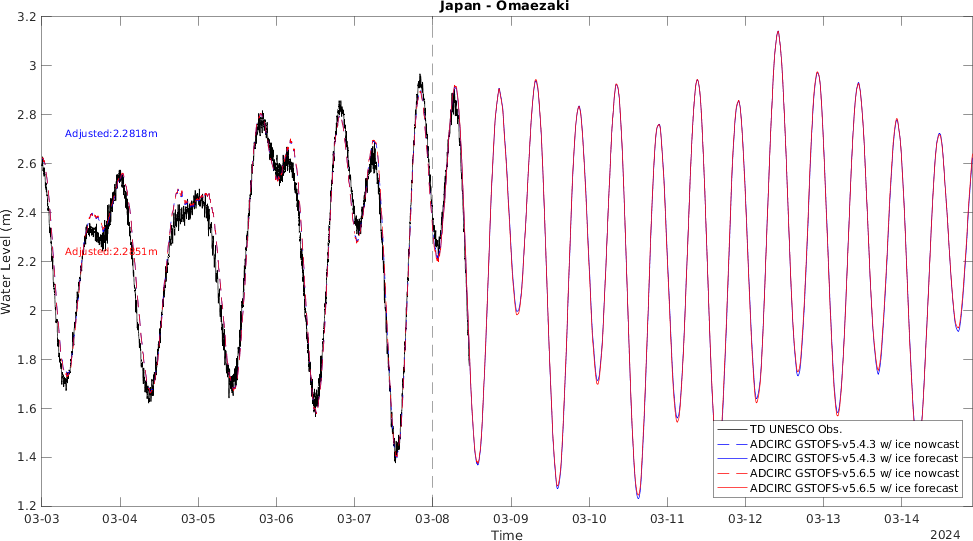 Japan - Omaezaki
3.2
3
2.8
2.6
2.4
2.2
2
1.8
1.6
1.4
1.2
Water Level (m)
Adjusted:2.2818m
Adjusted:2.2851m
TD UNESCO Obs.
ADCIRC GSTOFS-v5.4.3 w/ ice nowcast
ADCIRC GSTOFS-v5.4.3 w/ ice forecast
ADCIRC GSTOFS-v5.6.5 w/ ice nowcast
ADCIRC GSTOFS-v5.6.5 w/ ice forecast
03-03 03-04 03-05 03-06 03-07 03-08 03-09 03-10 03-11 03-12 03-13 03-14
Time
2024